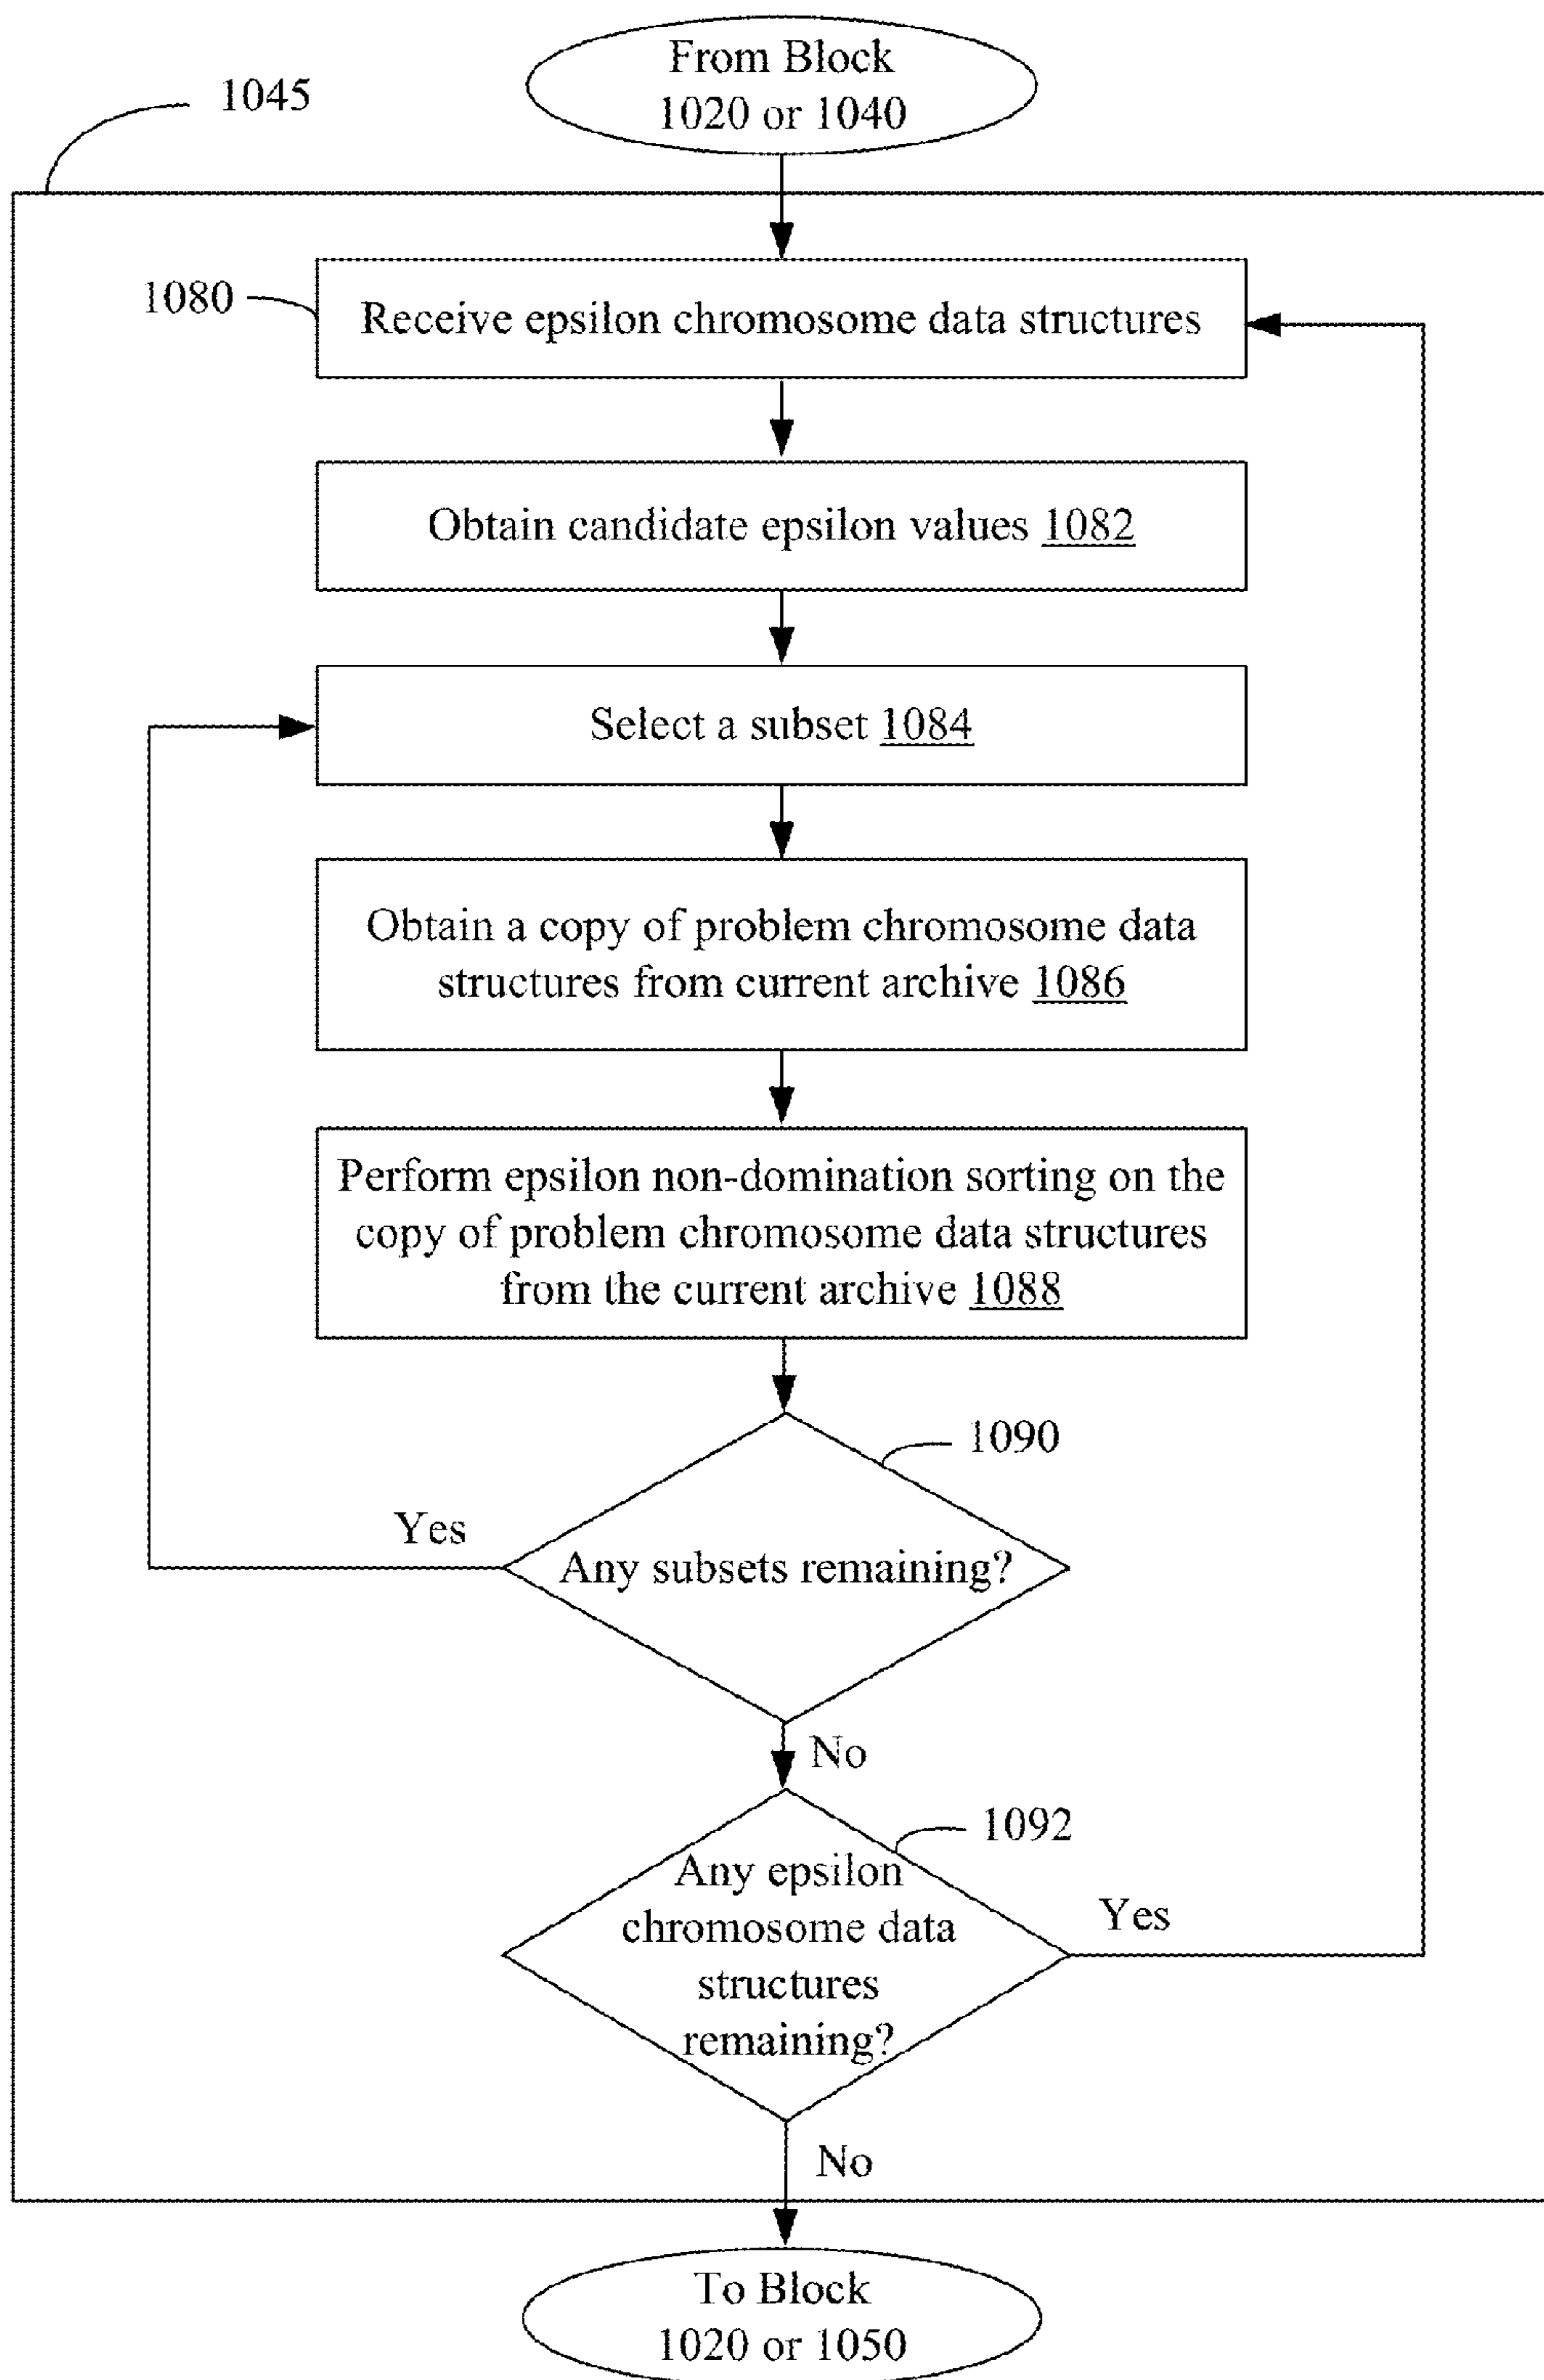 From Block
1020 or 1040
1045
1080
Receive epsilon chromosome data structures
Obtain candidate epsilon values 1082
Select a subset 1084
Obtain a copy of problem chromosome data
structures from current archive 1086
Perform epsilon non-domination sorting on the
copy of problem chromosome data structures
from the current archive 1088
1090
Yes
Any subsets remaining?
No
1092
Any epsilon
chromosome data
structures
remaining?
Yes
No
To Block
1020 or 1050